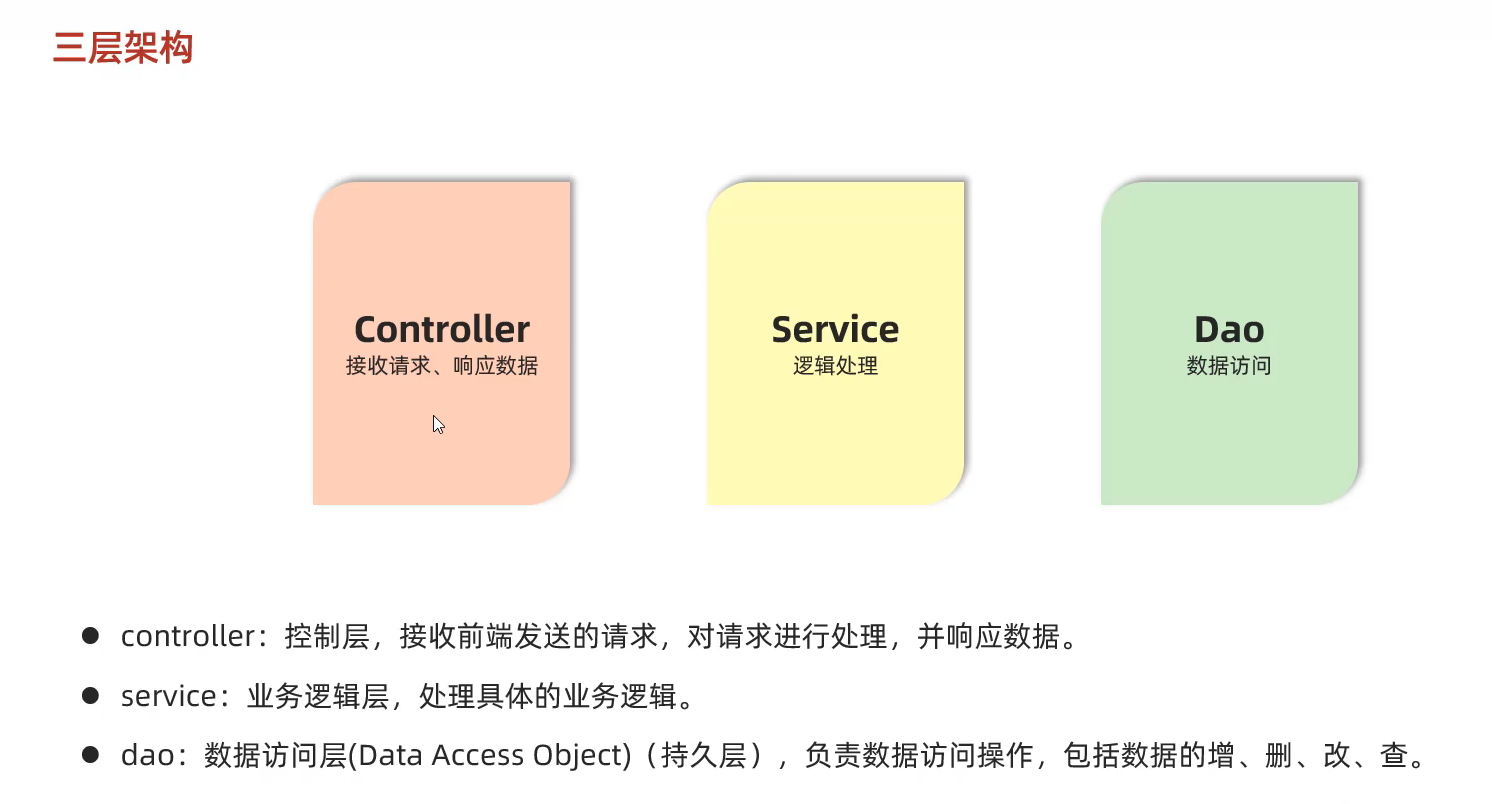 三层架构
Controller
接收请求、响应数据
Service
逻辑处理
Dao
数据访问
● controller：控制层，接收前端发送的请求，对请求进行处理，并响应数据。
● service：业务逻辑层，处理具体的业务逻辑。
● dao：数据访问层(Data Access Object)（持久层），负责数据访问操作，包括数据的增、删、改、查。